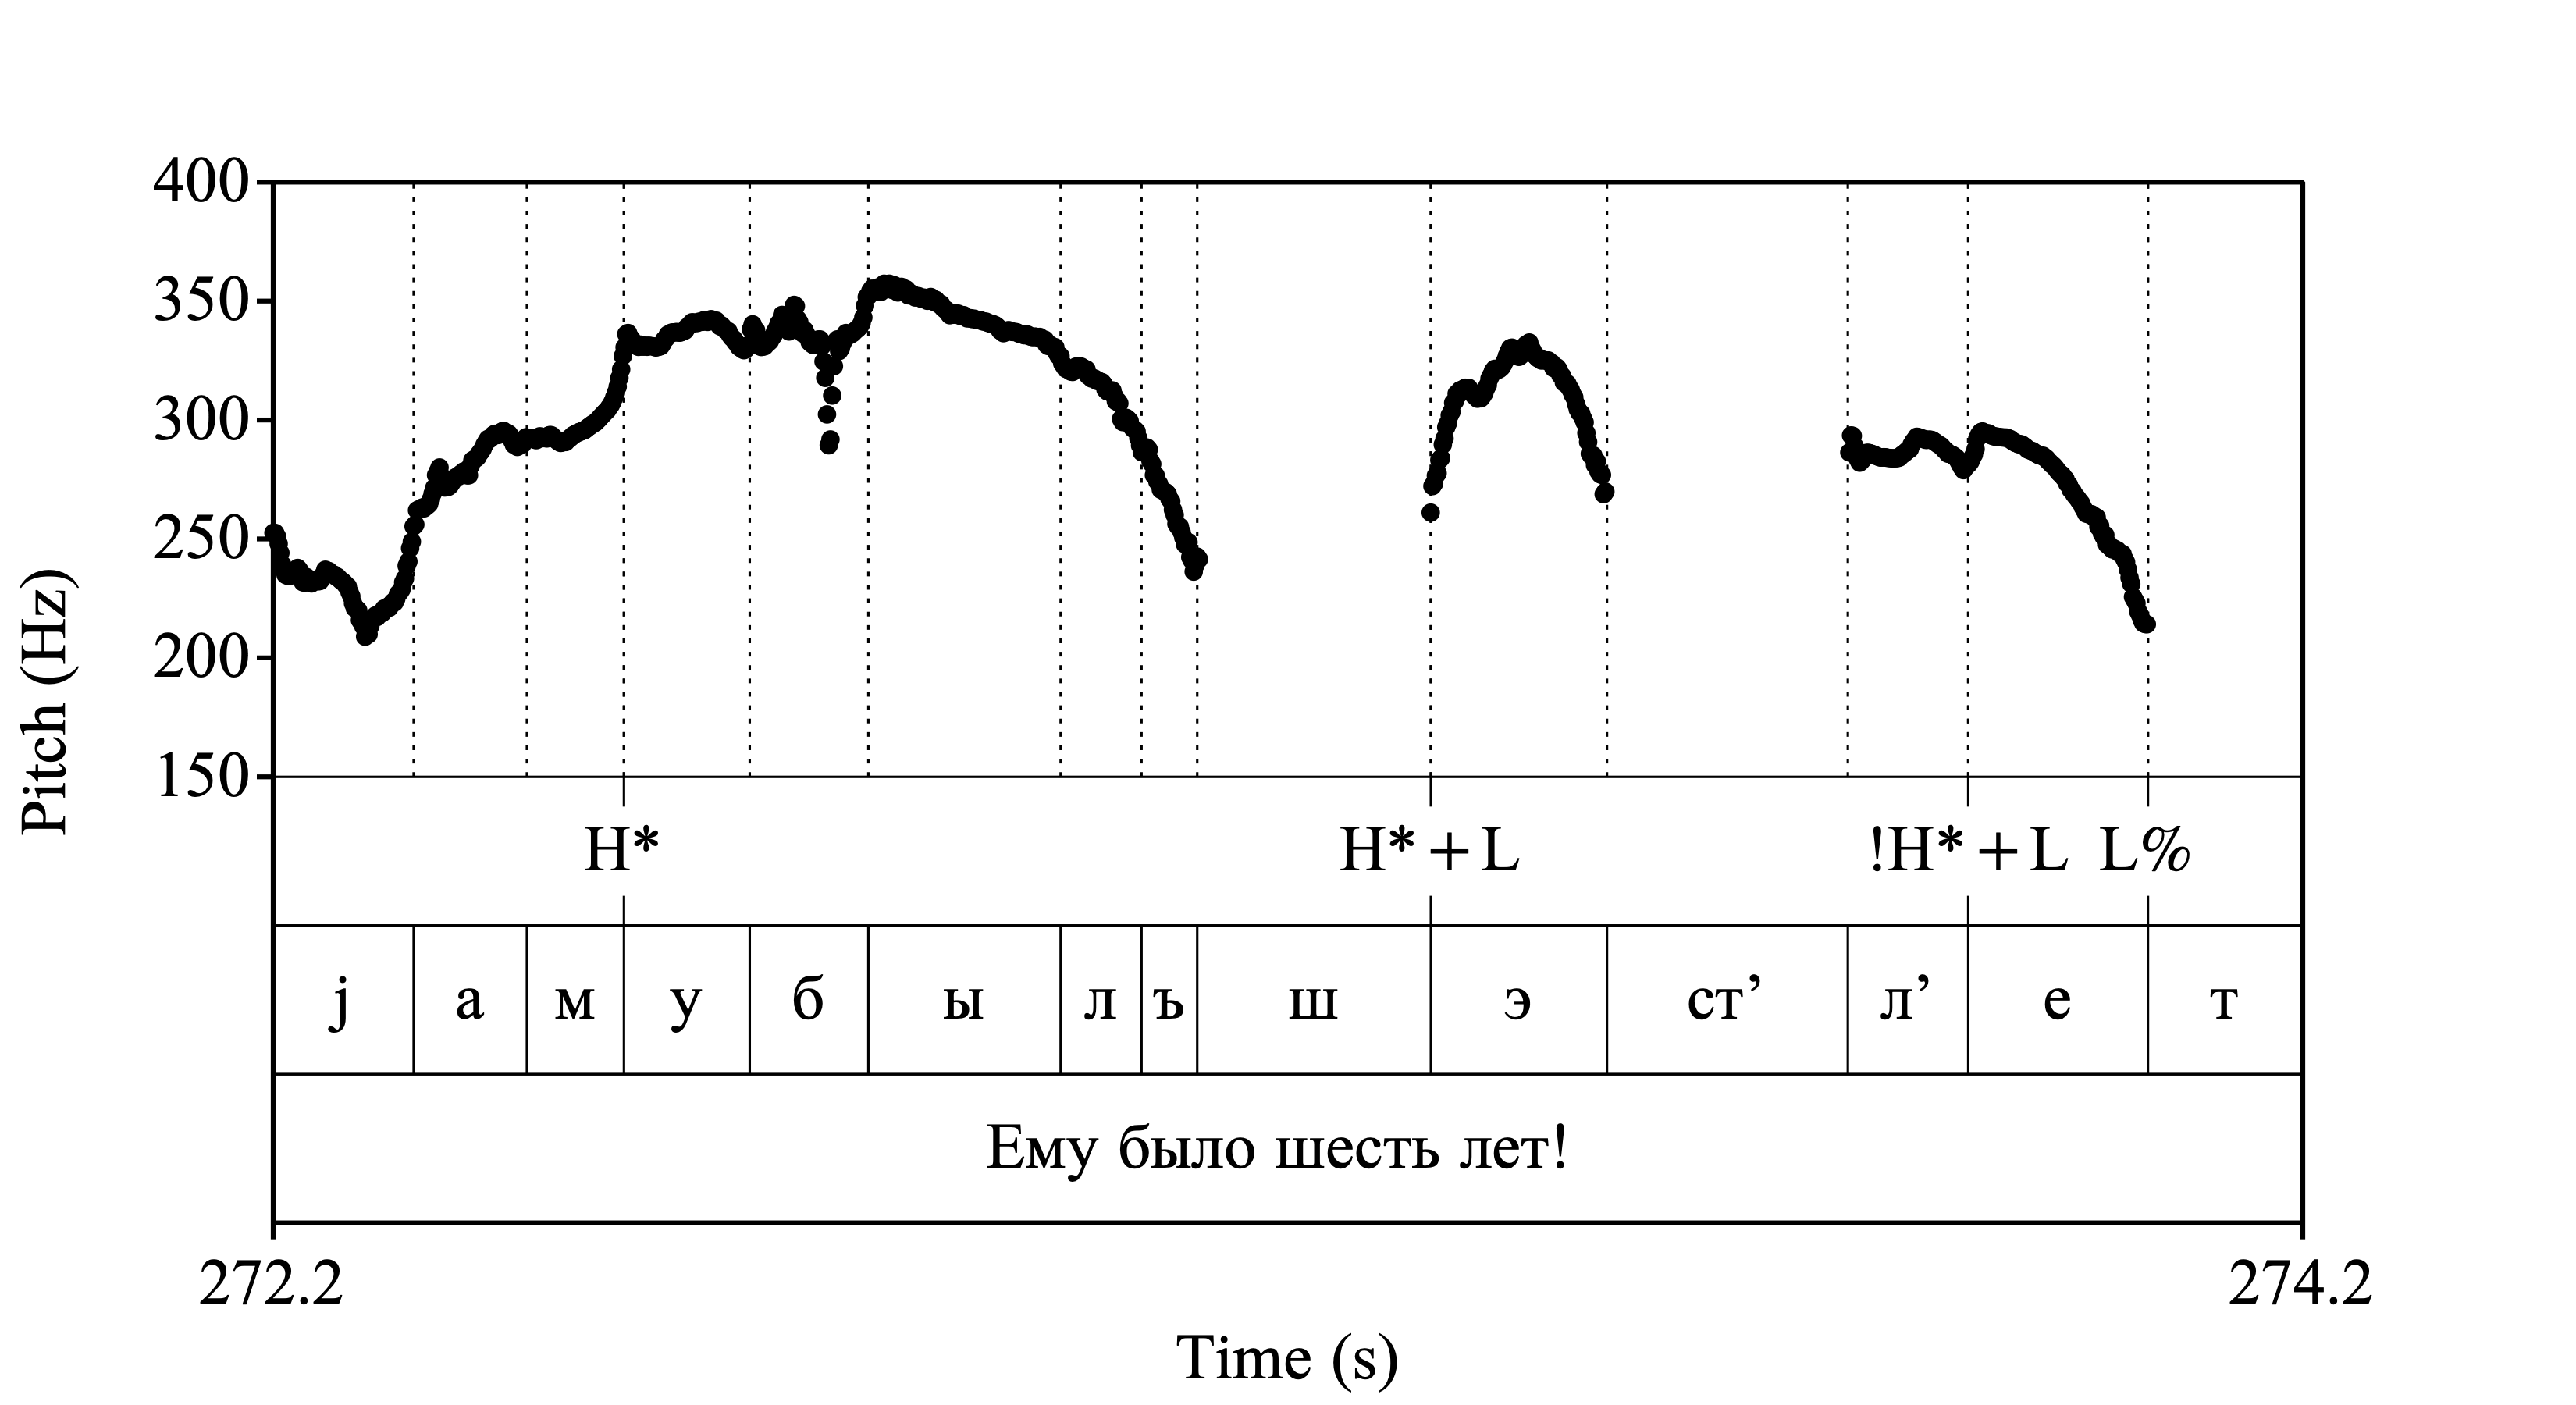 400
350
300
250
200
150
Pitch (Hz)
H* H* + L !H* + L L%
j а м у б ы л ъ ш э ст’ л’ е т
Ему было шесть лет!
272.2 274.2
Time (s)